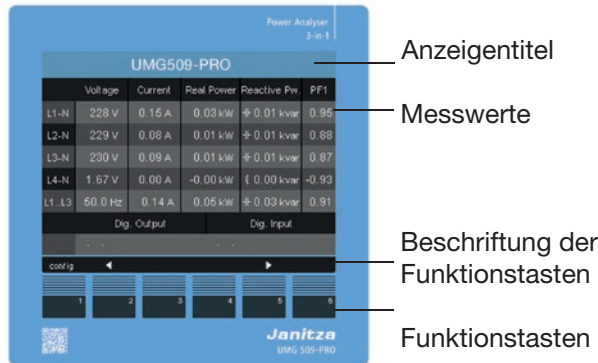 Power Analyser
3-in-1
UMG509-PRO
Anzeigentitel
Voltage Current Real Power Reactive Pw. PF1
L1-N 228 V 0.15 A 0.03 kW 0.01 kvar 0.95
Messwerte
L2-N 229 V 0.08 A 0.01 kW 0.01 kvar 0.88
L3-N 230 V 0.09 A 0.01 kW 0.01 kvar 0.87
L4-N 1.67 V 0.00 A -0.00 kW 0.00 kvar -0.93
L1..L3 50.0 Hz 0.14 A 0.05 kW 0.03 kvar 0.91
Dig. Output Dig. Input
Beschriftung der
Funktionstasten
config
1 2 3 4 5 6
Funktionstasten
Janitza
UMG 509-PRO